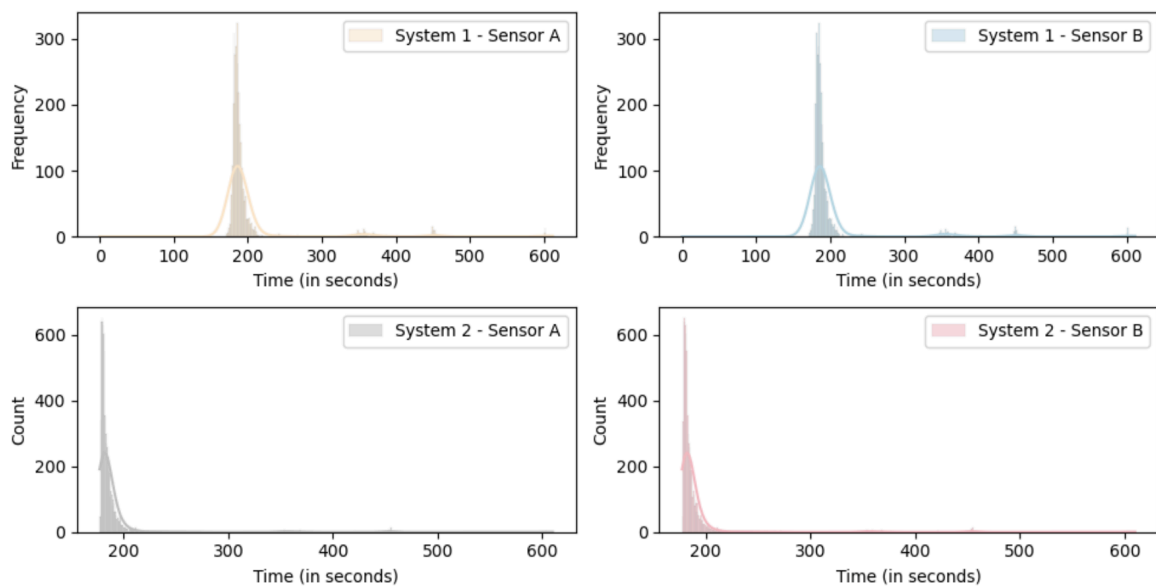 System 1 - Sensor A
Frequency
300
200
100
0
0 100 200 300 400 500 600
Time (in seconds)
System 1 - Sensor B
Frequency
300
200
100
0
0 100 200 300 400 500 600
Time (in seconds)
System 2 - Sensor A
Count
600
400
200
0
200 300 400 500 600
Time (in seconds)
System 2 - Sensor B
Count
600
400
200
0
200 300 400 500 600
Time (in seconds)